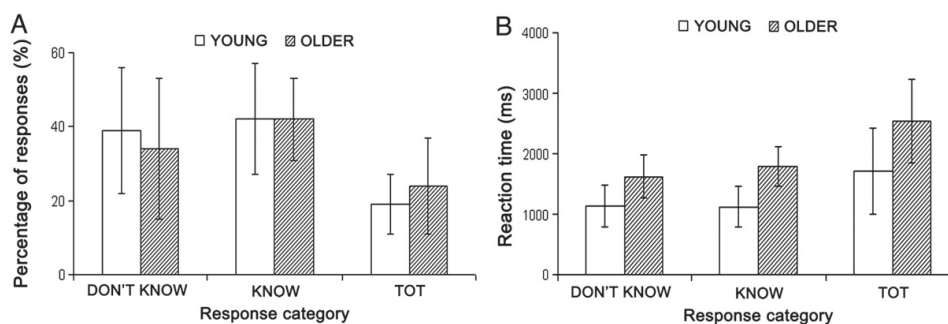 A
YOUNG OLDER
Percentage of responses (%)
60
40
20
0
DON'T KNOW KNOW TOT
Response category
B
YOUNG OLDER
Reaction time (ms)
4000
3000
2000
1000
0
DON'T KNOW KNOW TOT
Response category